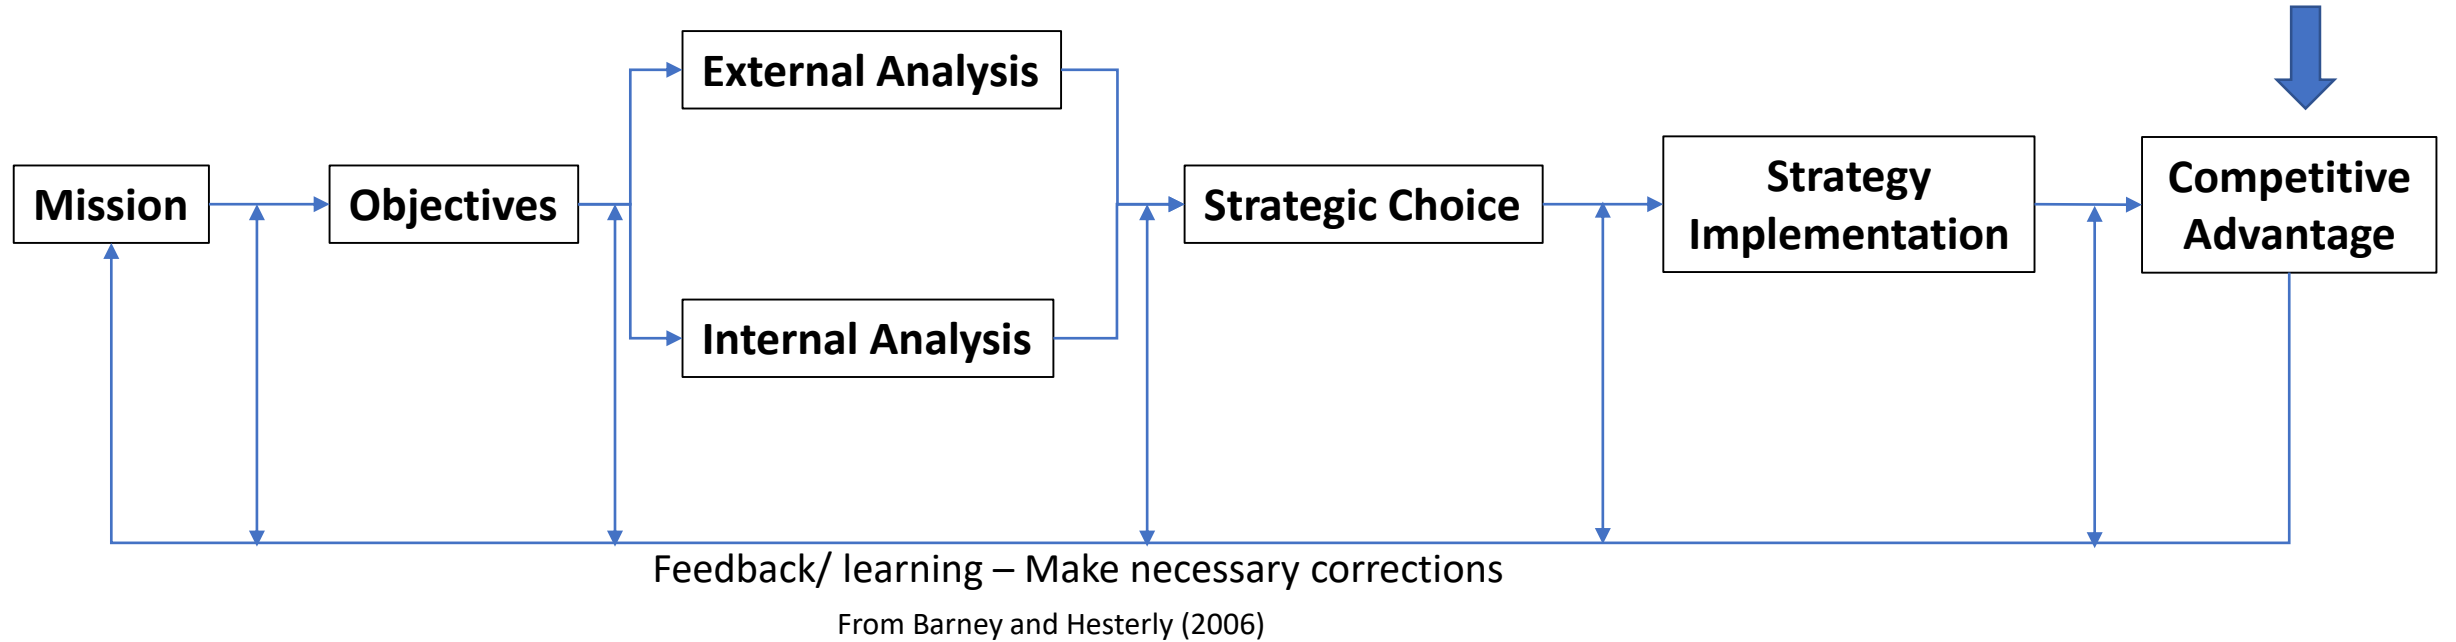 External Analysis
Mission
Objectives
Strategic Choice
Strategy
Implementation
Competitive
Advantage
Internal Analysis
Feedback/ learning – Make necessary corrections
From Barney and Hesterly (2006)